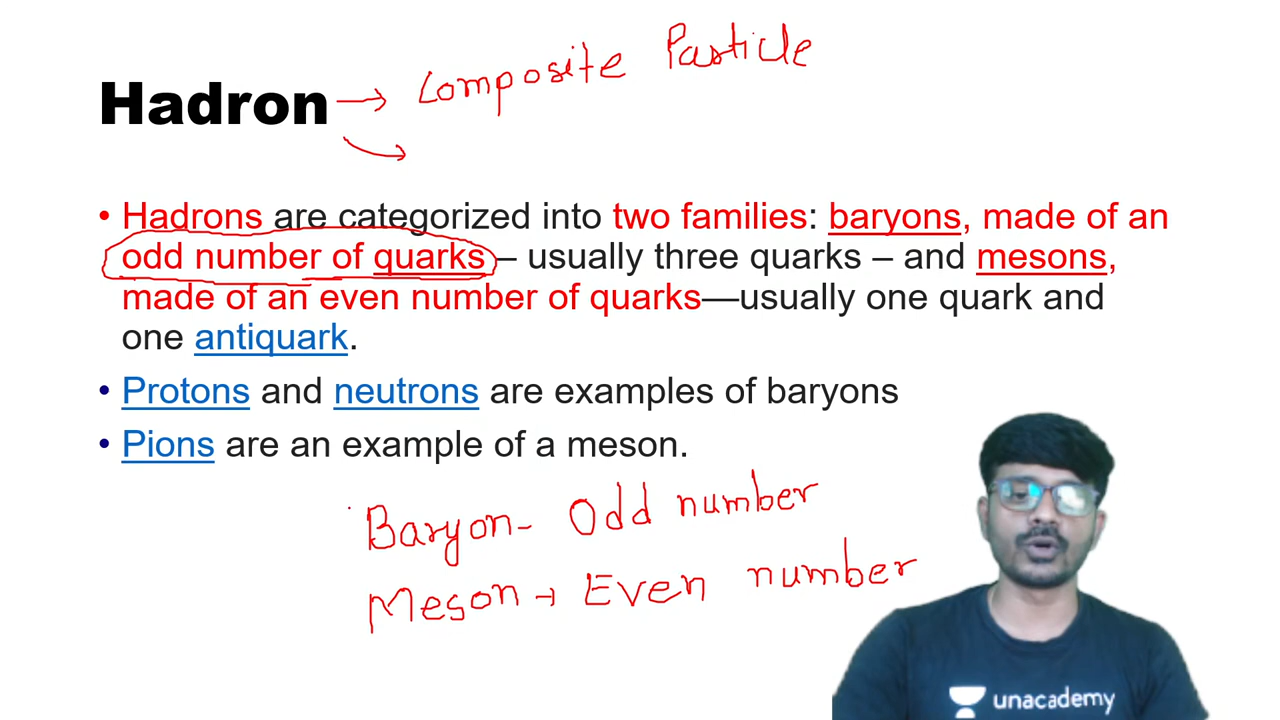 Hadron → Composite Particle
• Hadrons are categorized into two families: baryons, made of an
odd number of quarks – usually three quarks – and mesons,
made of an even number of quarks—usually one quark and
one antiquark.
• Protons and neutrons are examples of baryons
• Pions are an example of a meson.
Baryon - Odd number
Meson → Even number
unacademy